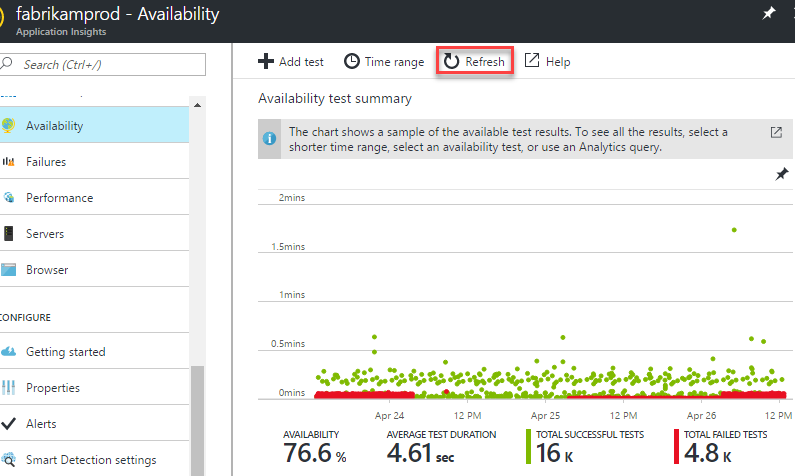 fabrikamprod - Availability
Application Insights
Search (Ctrl+/)
Availability
Failures
Performance
Servers
Browser
CONFIGURE
Getting started
Properties
Alerts
Smart Detection settings
Add test
Time range
Refresh
Help
Availability test summary
The chart shows a sample of the available test results. To see all the results, select a
shorter time range, select an availability test, or use an Analytics query.
2mins
1.5mins
1mins
0.5mins
0mins
Apr 24
12 PM
Apr 25
12 PM
Apr 26
12 PM
AVAILABILITY
76.6 %
AVERAGE TEST DURATION
4.61 sec
TOTAL SUCCESSFUL TESTS
16 K
TOTAL FAILED TESTS
4.8 K